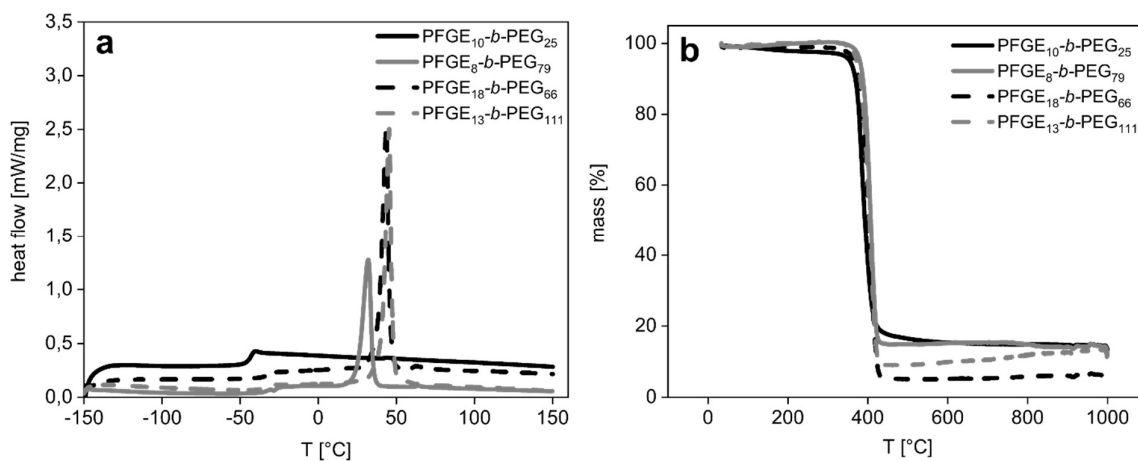 a
3,5
3,0
2,5
2,0
1,5
1,0
0,5
0,0
heat flow [mW/mg]
-150
-100
-50
0
50
100
150
T [°C]
PFGE₁₀-b-PEG₂₅
PFGE₈-b-PEG₇₉
PFGE₁₈-b-PEG₆₆
PFGE₁₃-b-PEG₁₁₁
b
100
80
60
40
20
0
mass [%]
0
200
400
600
800
1000
T [°C]
PFGE₁₀-b-PEG₂₅
PFGE₈-b-PEG₇₉
PFGE₁₈-b-PEG₆₆
PFGE₁₃-b-PEG₁₁₁